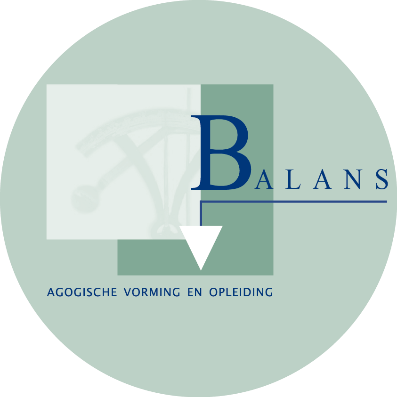 BALANS
AGOGISCHE VORMING EN OPLEIDING